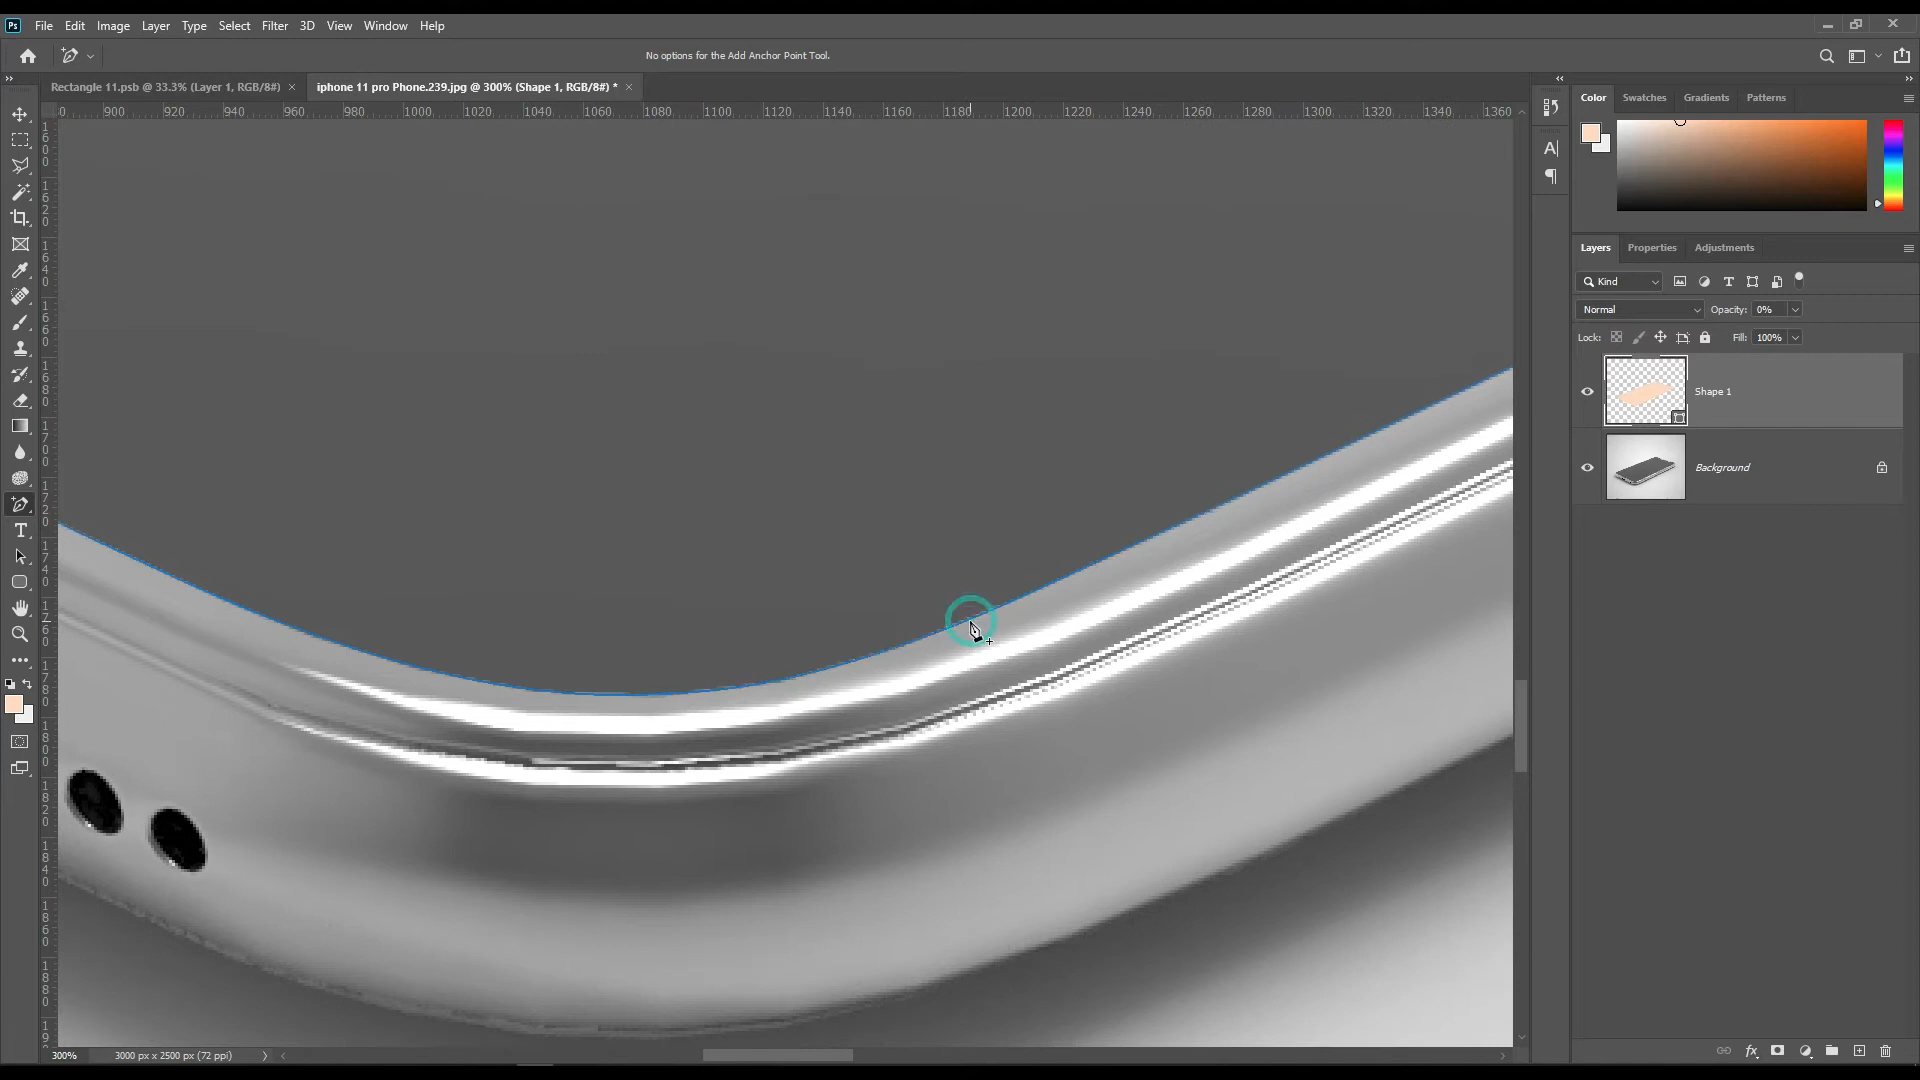 Ps File Edit Image Layer Type Select Filter 3D View Window Help
No options for the Add Anchor Point Tool.
Rectangle 11.psb @ 33.3% (Layer 1, RGB/8#) ×
iphone 11 pro Phone.239.jpg @ 300% (Shape 1, RGB/8#) * ×
0 900 920 940 960 980 1000 1020 1040 1060 1080 1100 1120 1140 1160 1180 1200 1220 1240 1260 1280 1300 1320 1340 1360
Color Swatches Gradients Patterns
Layers Properties Adjustments
Kind
Normal Opacity: 0%
Lock: Fill: 100%
Shape 1
Background
300% 3000 px x 2500 px (72 ppi)